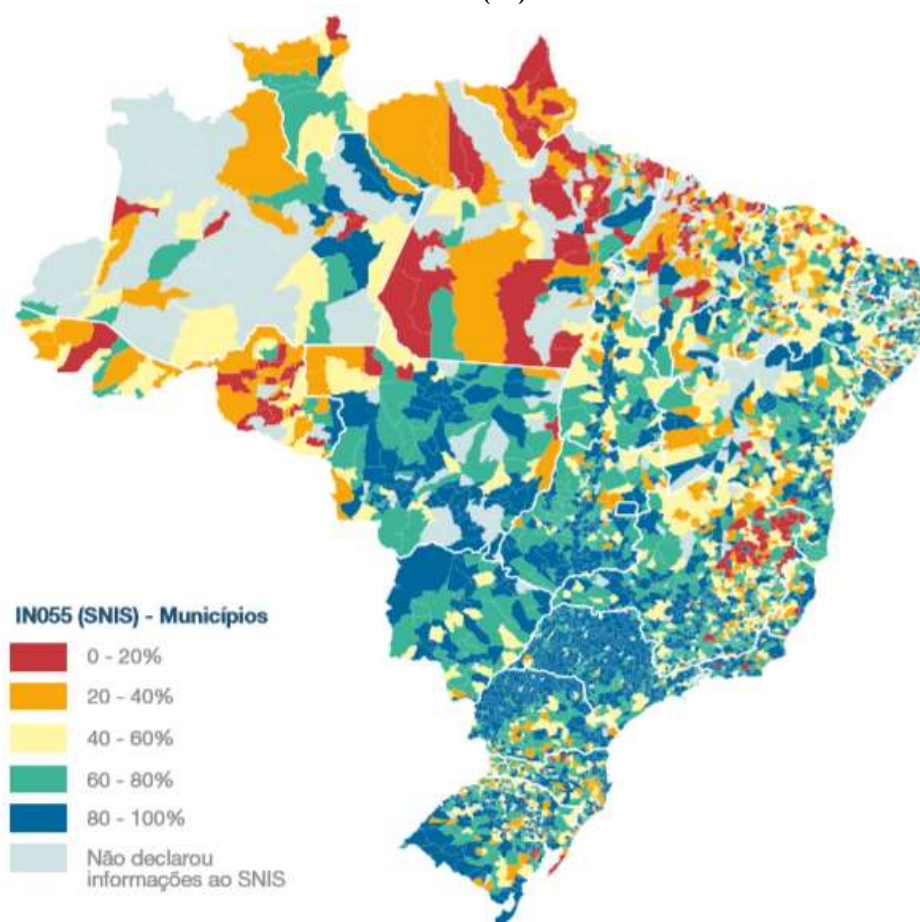 IN055 (SNIS) - Municípios
0 - 20%
20 - 40%
40 - 60%
60 - 80%
80 - 100%
Não declarou
informações ao SNIS